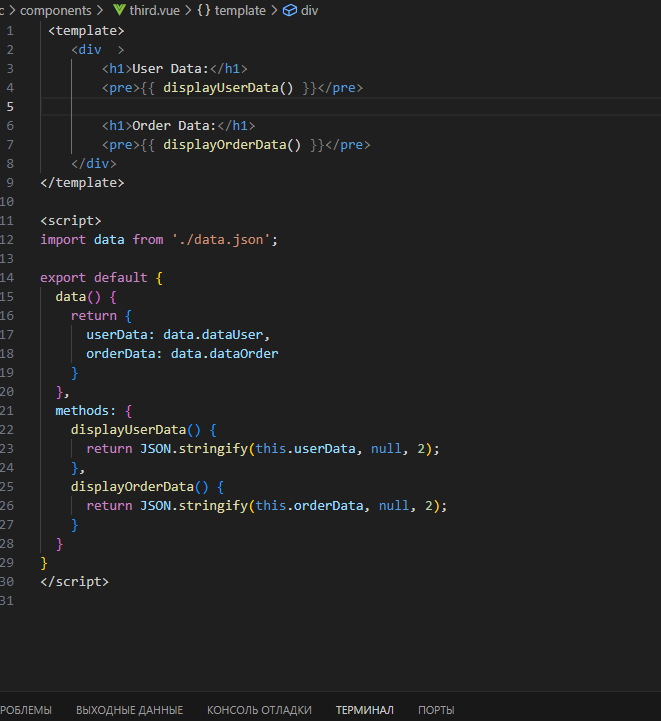 c > components > third.vue > {} template > div
1 <template>
2 <div >
3 <h1>User Data:</h1>
4 <pre>{{ displayUserData() }}</pre>
5
6 <h1>Order Data:</h1>
7 <pre>{{ displayOrderData() }}</pre>
8 </div>
9 </template>
10
11 <script>
12 import data from './data.json';
13
14 export default {
15 data() {
16 return {
17 userData: data.dataUser,
18 orderData: data.dataOrder
19 }
20 },
21 methods: {
22 displayUserData() {
23 return JSON.stringify(this.userData, null, 2);
24 },
25 displayOrderData() {
26 return JSON.stringify(this.orderData, null, 2);
27 }
28 }
29 }
30 </script>
31
РОБЛЕМЫ ВЫХОДНЫЕ ДАННЫЕ КОНСОЛЬ ОТЛАДКИ ТЕРМИНАЛ ПОРТЫ